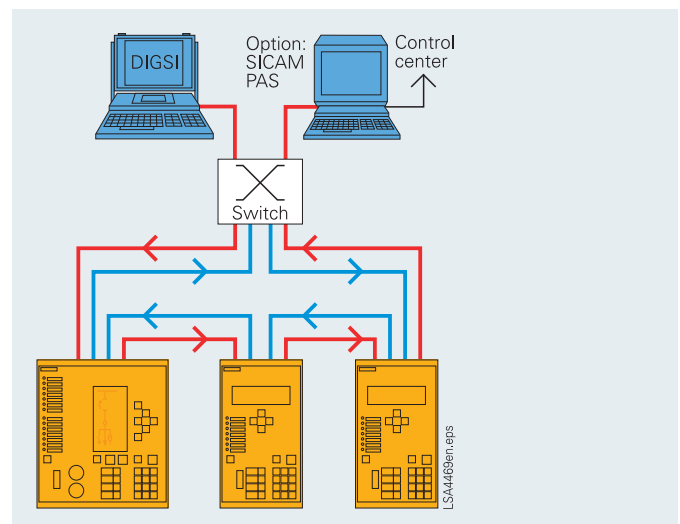 DIGSI
Option:
SICAM
PAS
Control
center
Switch
LSA4469en.eps